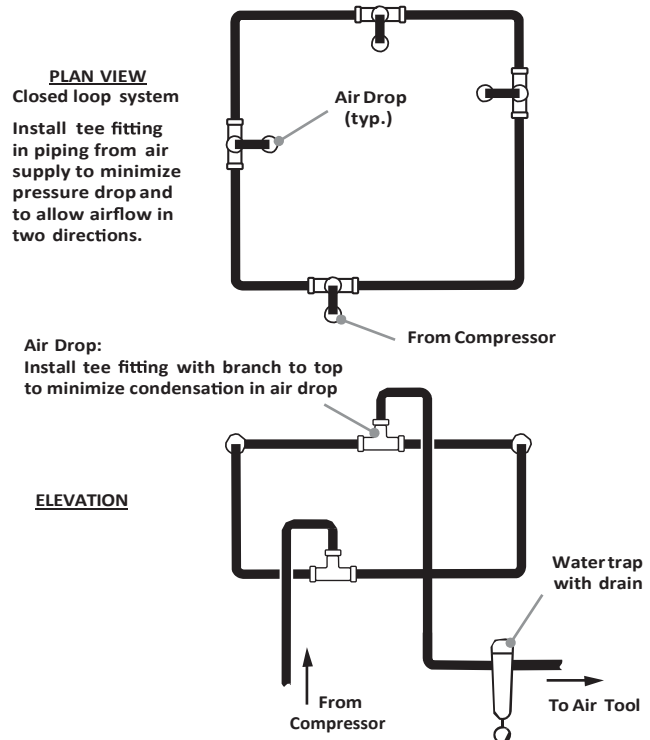 PLAN VIEW
Closed loop system
Install tee fitting
in piping from air
supply to minimize
pressure drop and
to allow airflow in
two directions.
Air Drop
(typ.)
From Compressor
Air Drop:
Install tee fitting with branch to top
to minimize condensation in air drop
ELEVATION
Water trap
with drain
From
Compressor
To Air Tool